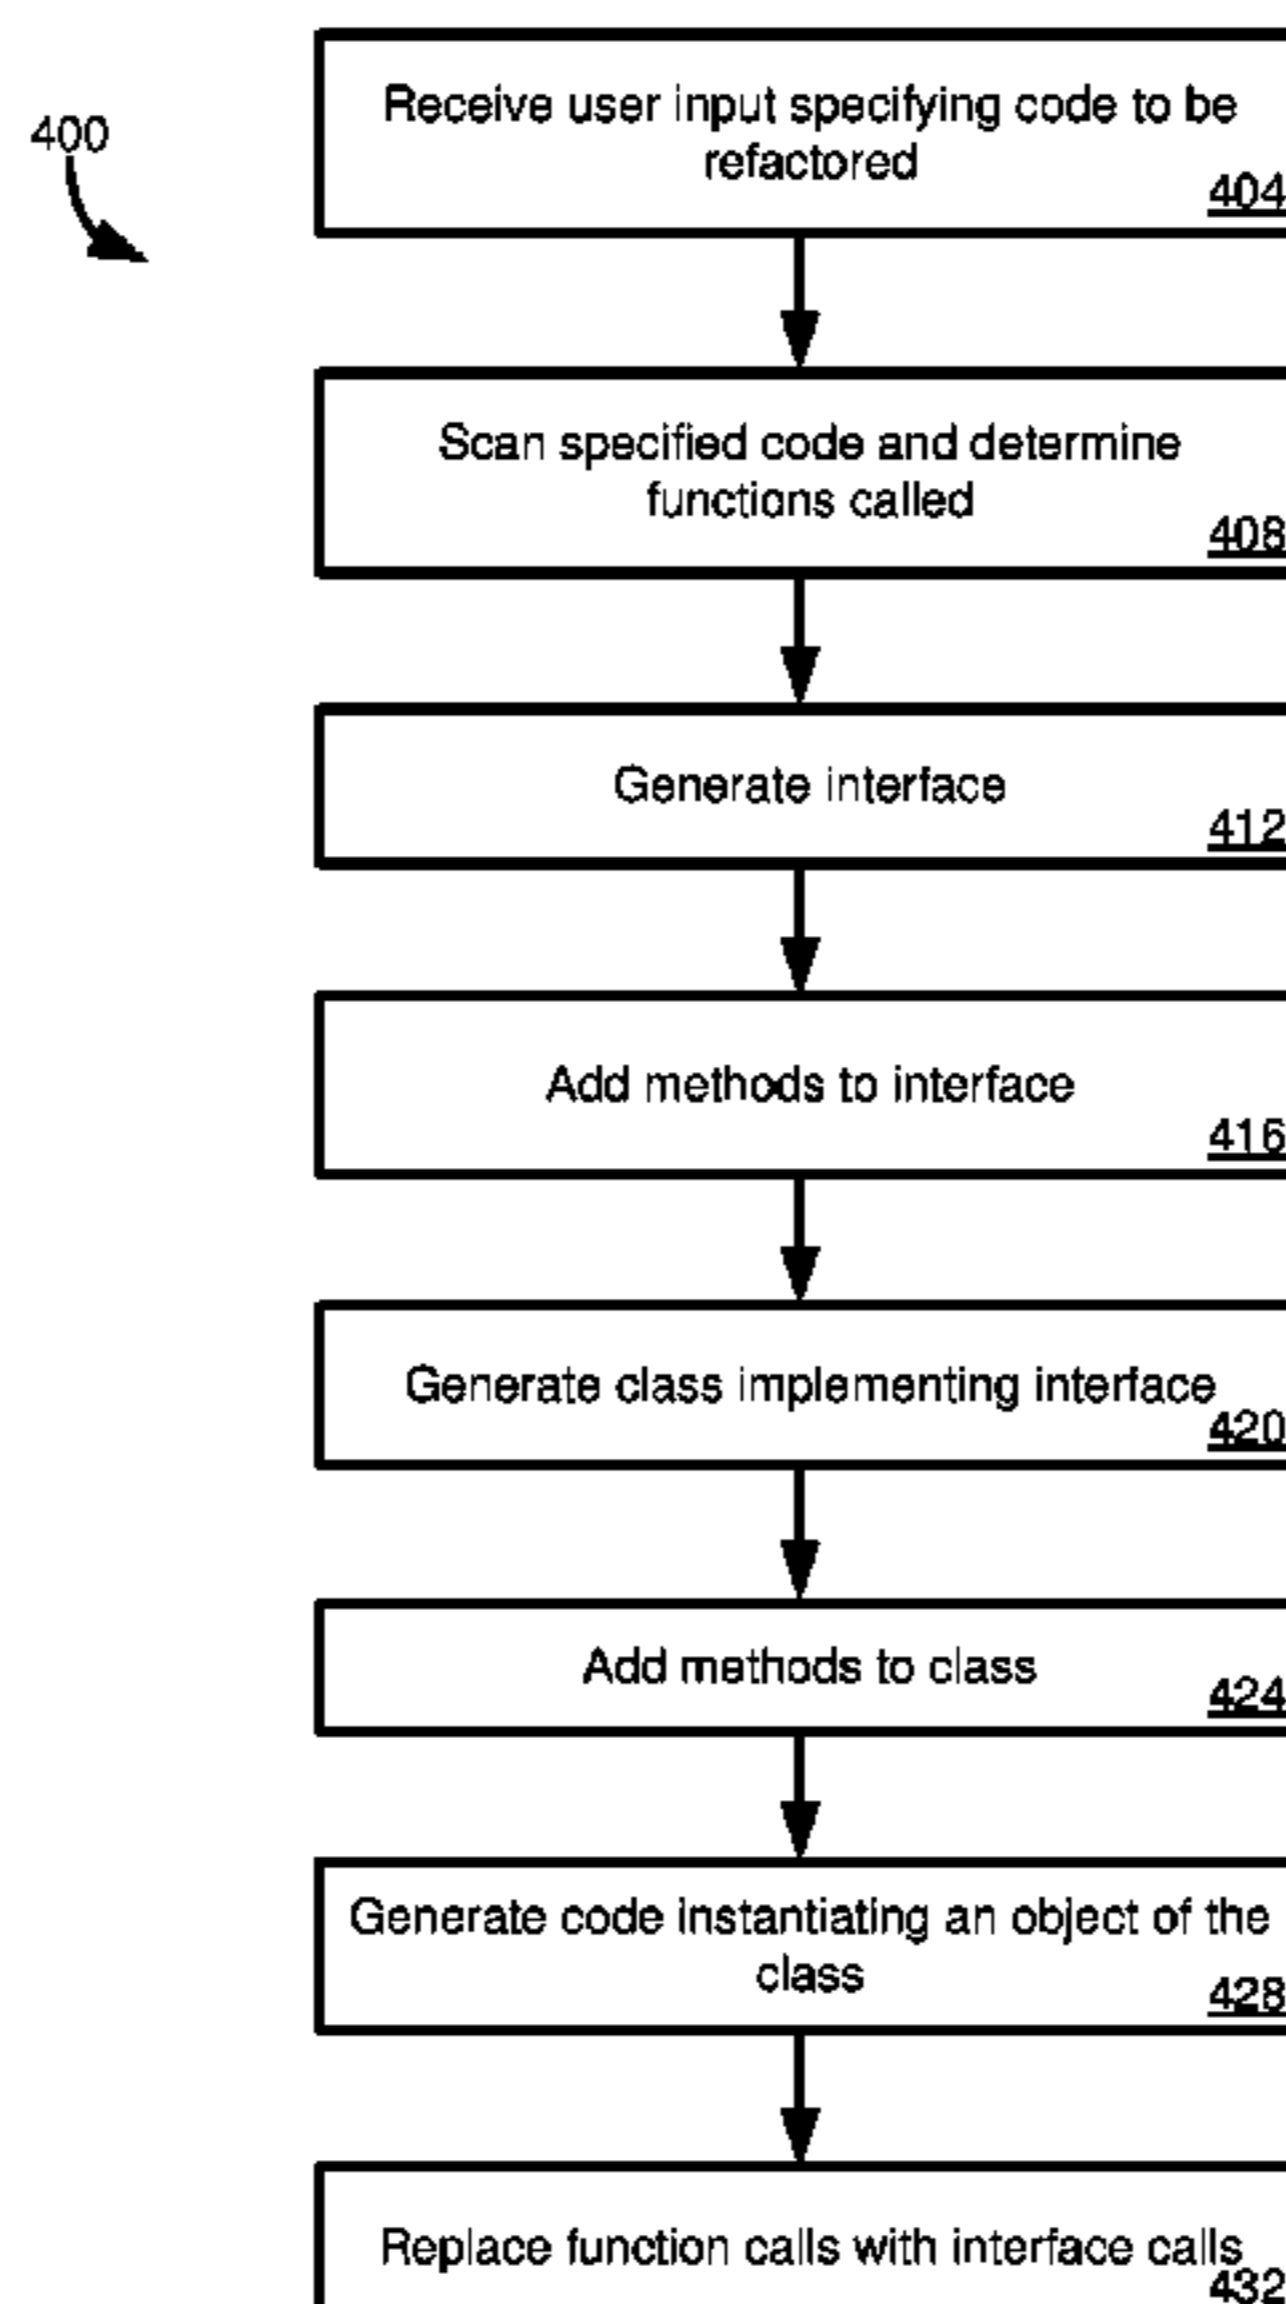 400
Receive user input specifying code to be
refactored
404
Scan specified code and determine
functions called
408
Generate interface
412
Add methods to interface
416
Generate class implementing interface
420
Add methods to class
424
Generate code instantiating an object of the
class
428
Replace function calls with interface calls
432